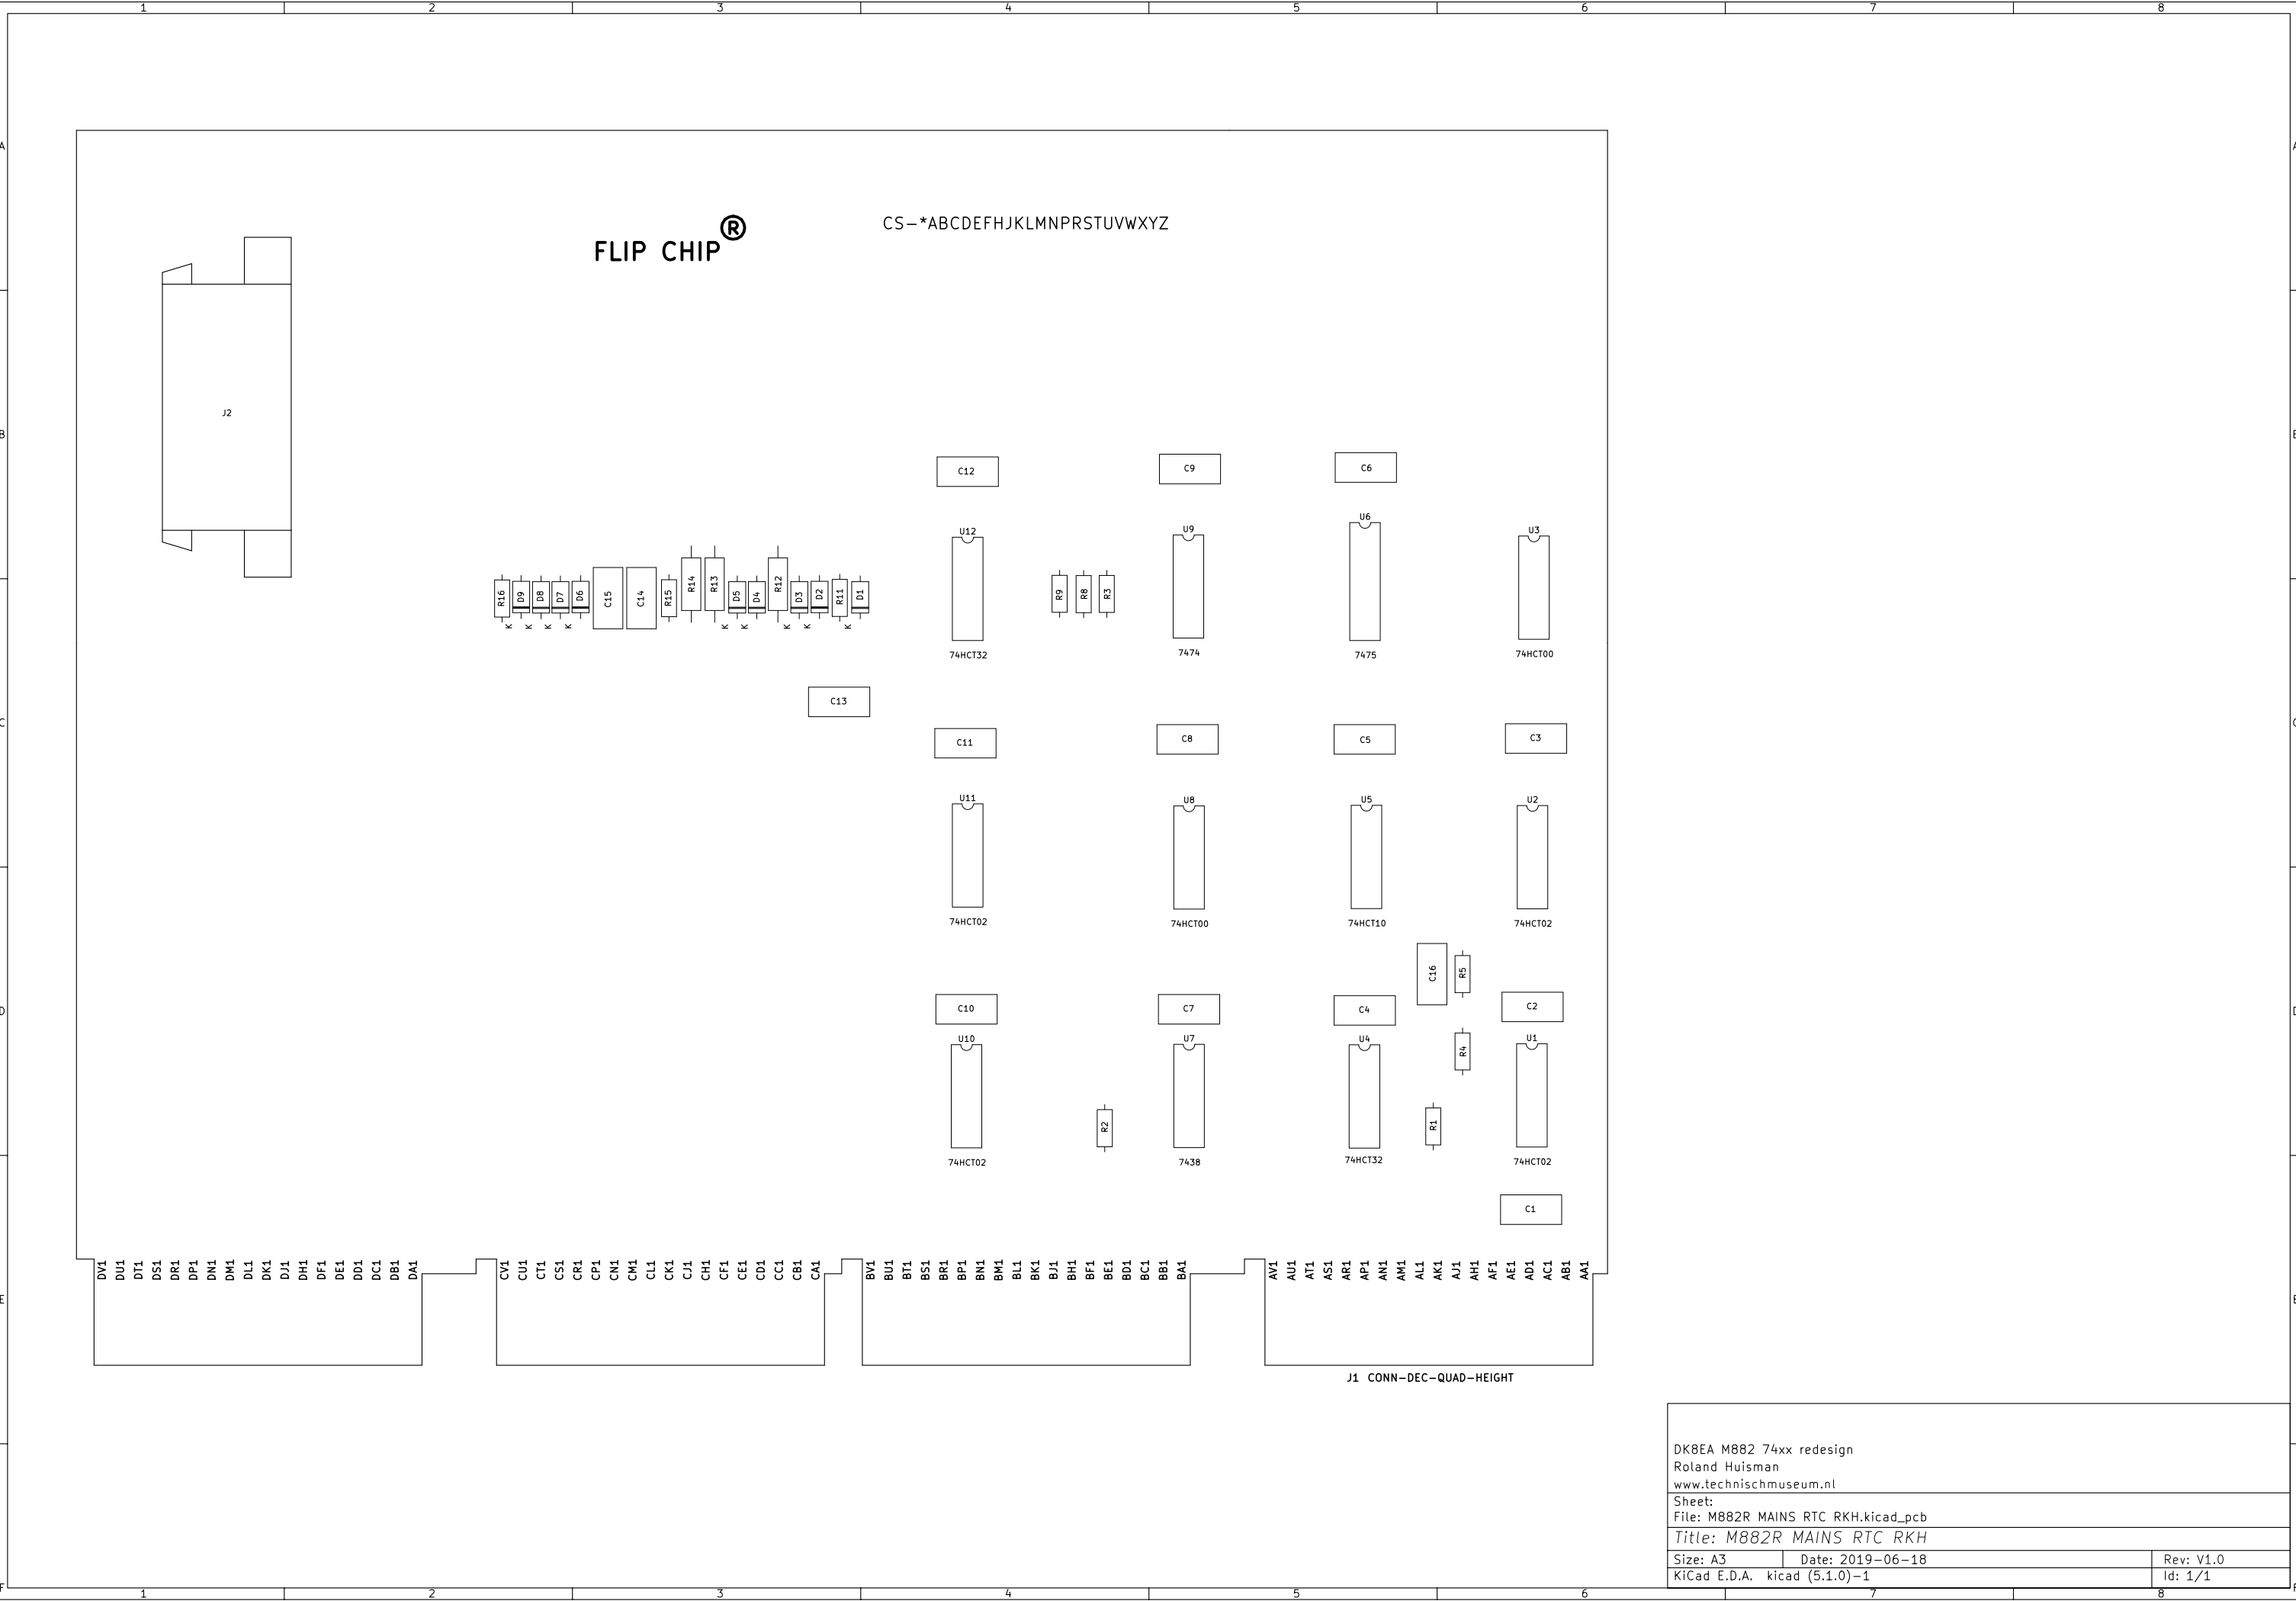 1 2 3 4 5 6 7 8
A A
®
FLIP CHIP
CS-*ABCDEFHJKLMNPRSTUVWXYZ
J2
B
C12 C9 C6
U12 U9 U6 U3
R16 D9 D8 D7 D6 C15 C14 R15 R14 R13 D5 D4 R12 D3 D2 R11 D1
R9 R8 R3
K K K K K K K K K
74HCT32 7474 7475 74HCT00
C13
C
C11 C8 C5 C3
U11 U8 U5 U2
74HCT02 74HCT00 74HCT10 74HCT02
C16 R5
D
C10 C7 C4 C2
U10 U7 U4 U1
R4
R2 R1
74HCT02 7438 74HCT32 74HCT02
C1
DV1 DU1 DT1 DS1 DR1 DP1 DN1 DM1 DL1 DK1 DJ1 DH1 DF1 DE1 DD1 DC1 DB1 DA1
CV1 CU1 CT1 CS1 CR1 CP1 CN1 CM1 CL1 CK1 CJ1 CH1 CF1 CE1 CD1 CC1 CB1 CA1
BV1 BU1 BT1 BS1 BR1 BP1 BN1 BM1 BL1 BK1 BJ1 BH1 BF1 BE1 BD1 BC1 BB1 BA1
AV1 AU1 AT1 AS1 AR1 AP1 AN1 AM1 AL1 AK1 AJ1 AH1 AF1 AE1 AD1 AC1 AB1 AA1
E
J1 CONN-DEC-QUAD-HEIGHT
DK8EA M882 74xx redesign
Roland Huisman
www.technischmuseum.nl
Sheet:
File: M882R MAINS RTC RKH.kicad_pcb
Title: M882R MAINS RTC RKH
Size: A3 Date: 2019-06-18 Rev: V1.0
KiCad E.D.A. kicad (5.1.0)-1 Id: 1/1
F
1 2 3 4 5 6 7 8